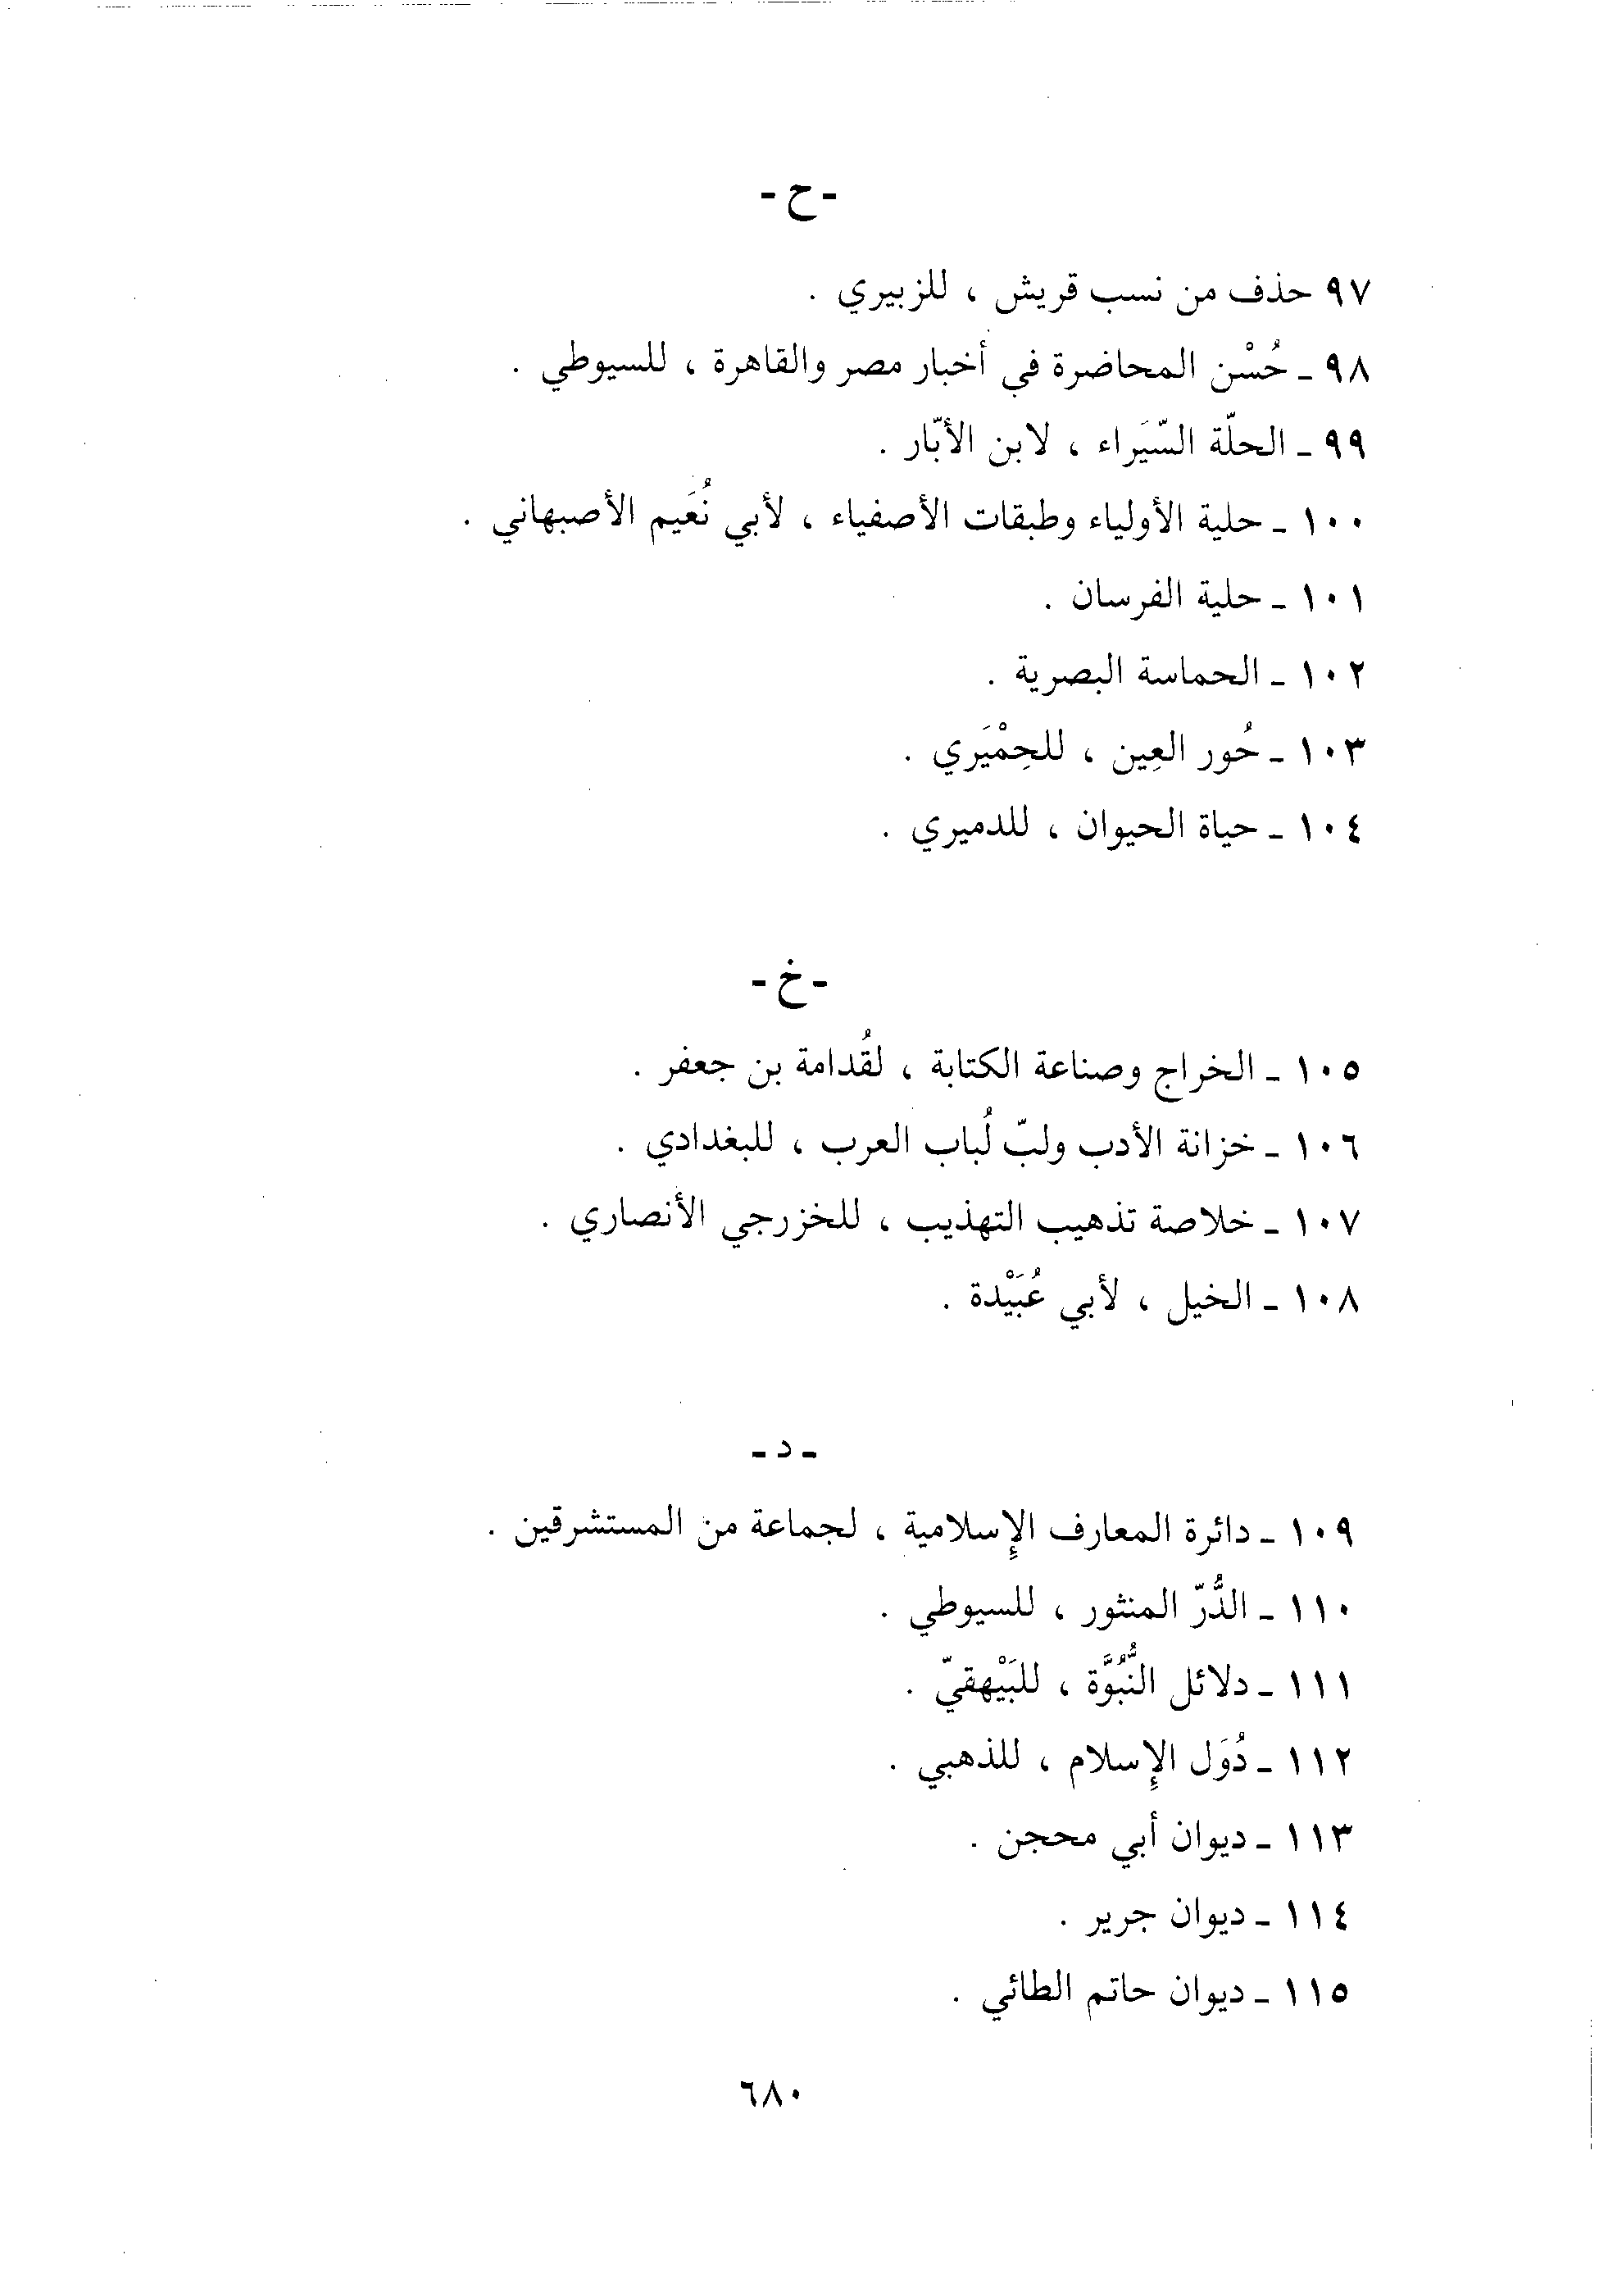 - ح -
٩٧ حذف من نسب قريش ، للزبيري .
٩٨ ـ حُسْن المحاضرة في أخبار مصر والقاهرة ، للسيوطي .
٩٩ ـ الحلّة السّيَراء ، لابن الأبّار .
١٠٠ ـ حلية الأولياء وطبقات الأصفياء ، لأبي نُعَيم الأصبهاني .
١٠١ ـ حلية الفرسان .
١٠٢ ـ الحماسة البصرية .
١٠٣ ـ حُور العِين ، للحِمْيَري .
١٠٤ ـ حياة الحيوان ، للدميري .
- خ -
١٠٥ ـ الخراج وصناعة الكتابة ، لقُدامة بن جعفر .
١٠٦ ـ خزانة الأدب ولبّ لُباب العرب ، للبغدادي .
١٠٧ ـ خلاصة تذهيب التهذيب ، للخزرجي الأنصاري .
١٠٨ ـ الخيل ، لأبي عُبَيْدة .
- د -
١٠٩ ـ دائرة المعارف الإسلامية ، لجماعة من المستشرقين .
١١٠ ـ الدُّرّ المنثور ، للسيوطي .
١١١ ـ دلائل النُّبُوَّة ، للبَيْهقيّ .
١١٢ ـ دُوَل الإسلام ، للذهبي .
١١٣ ـ ديوان أبي محجن .
١١٤ ـ ديوان جرير .
١١٥ ـ ديوان حاتم الطائي .
٦٨٠